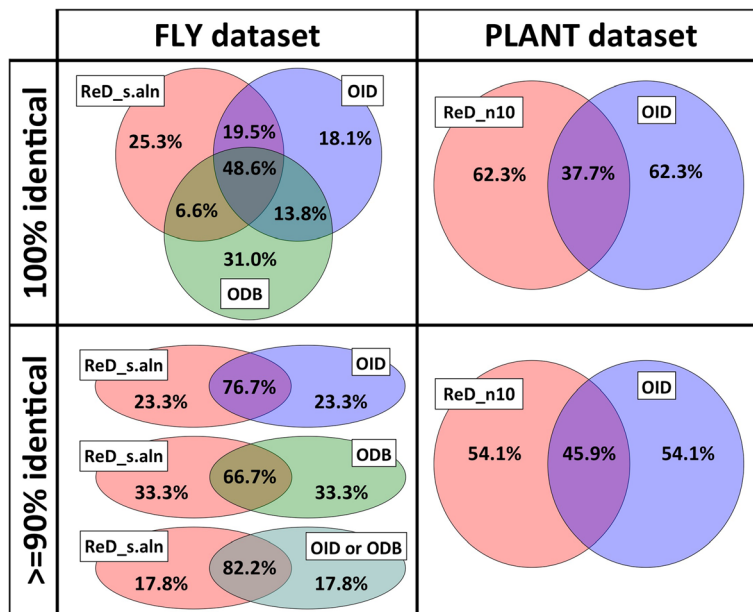 FLY dataset
PLANT dataset
100% identical
ReD_s.aln
OID
25.3%
19.5%
18.1%
48.6%
6.6%
13.8%
31.0%
ODB
ReD_n10
OID
62.3%
37.7%
62.3%
>=90% identical
ReD_s.aln
OID
23.3%
76.7%
23.3%
ReD_s.aln
ODB
33.3%
66.7%
33.3%
ReD_s.aln
OID or ODB
17.8%
82.2%
17.8%
ReD_n10
OID
54.1%
45.9%
54.1%